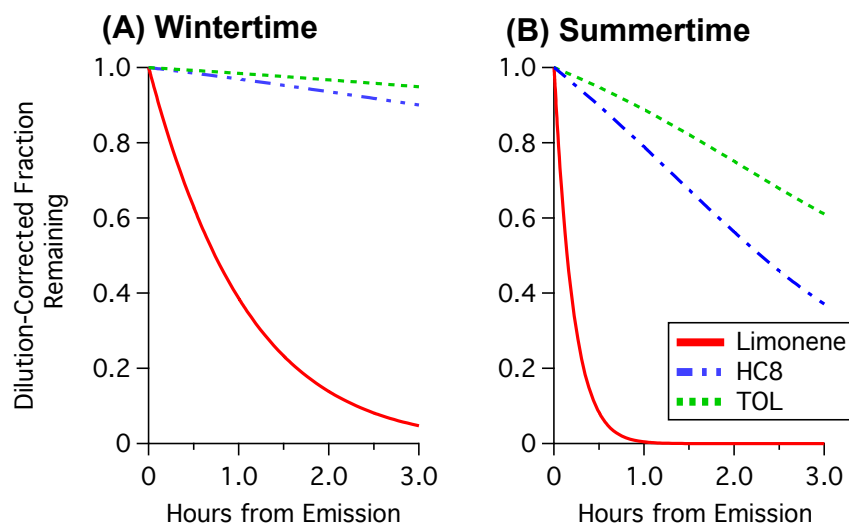 (A) Wintertime
(B) Summertime
Dilution-Corrected Fraction
Remaining
1.0
0.8
0.6
0.4
0.2
0
0
1.0
2.0
3.0
Hours from Emission
1.0
0.8
0.6
0.4
0.2
0
0
1.0
2.0
3.0
Hours from Emission
Limonene
HC8
TOL